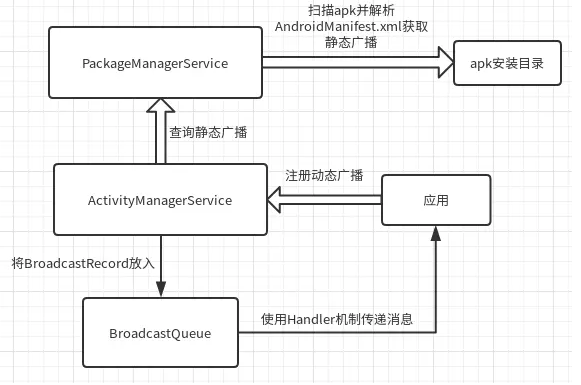 扫描apk并解析
AndroidManifest.xml获取
静态广播
PackageManagerService
apk安装目录
查询静态广播
注册动态广播
ActivityManagerService
应用
将BroadcastRecord放入
使用Handler机制传递消息
BroadcastQueue